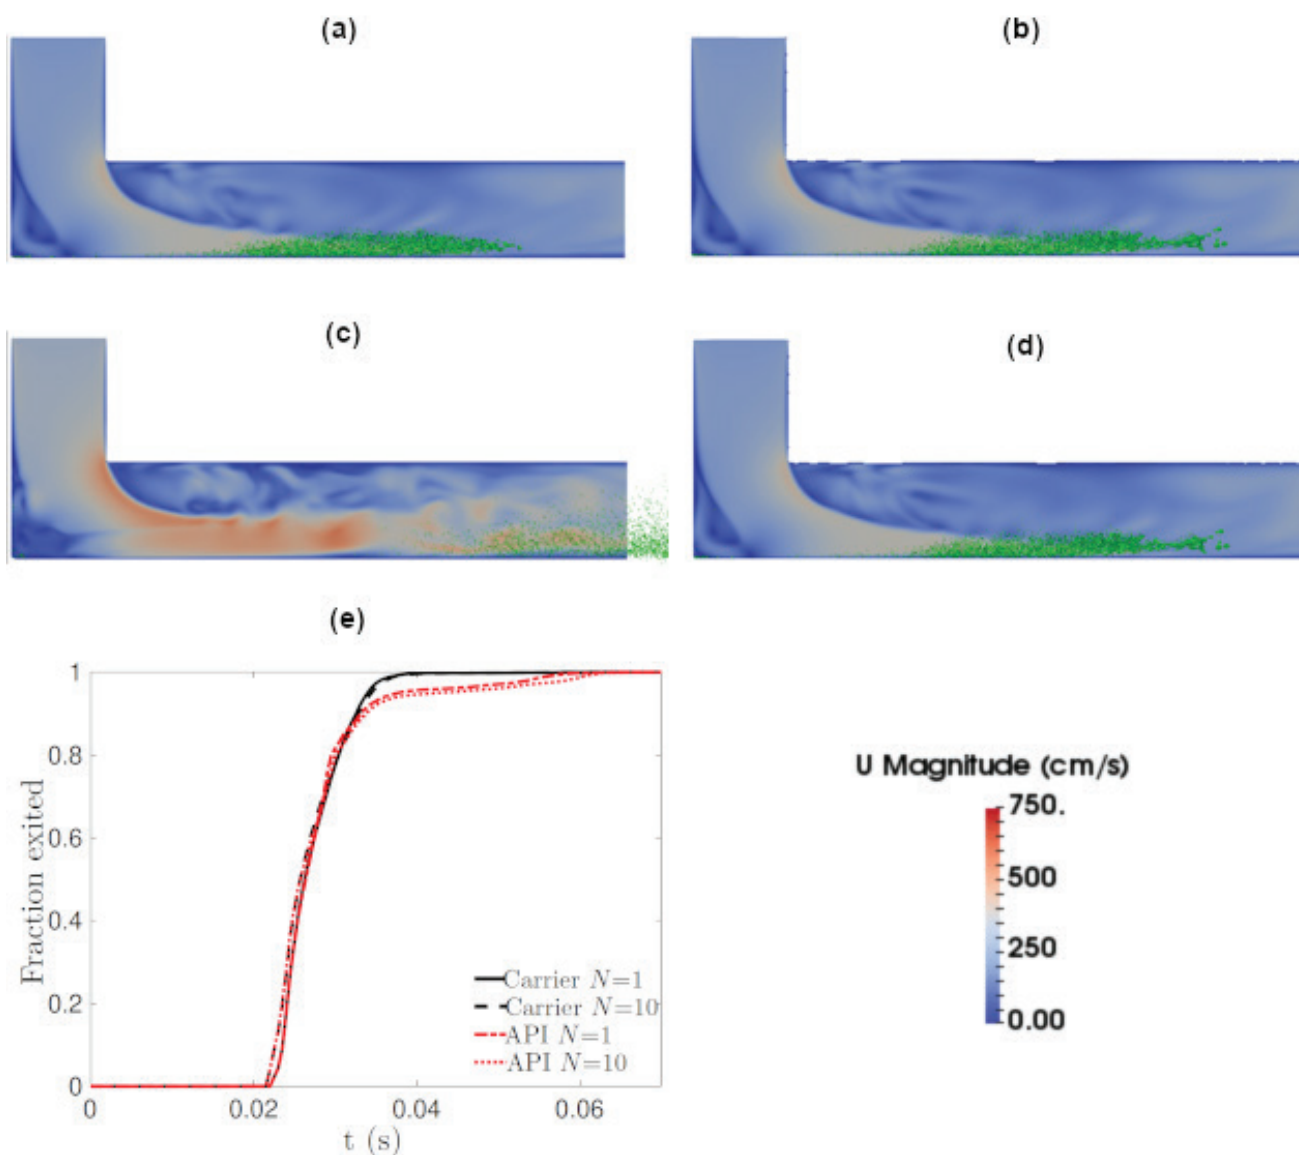 (a)
(b)
(c)
(d)
(e)
Fraction exited
1
0.8
0.6
0.4
0.2
0
0
0.02
0.04
0.06
t (s)
Carrier N=1
Carrier N=10
API N=1
API N=10
U Magnitude (cm/s)
750.
500
250
0.00